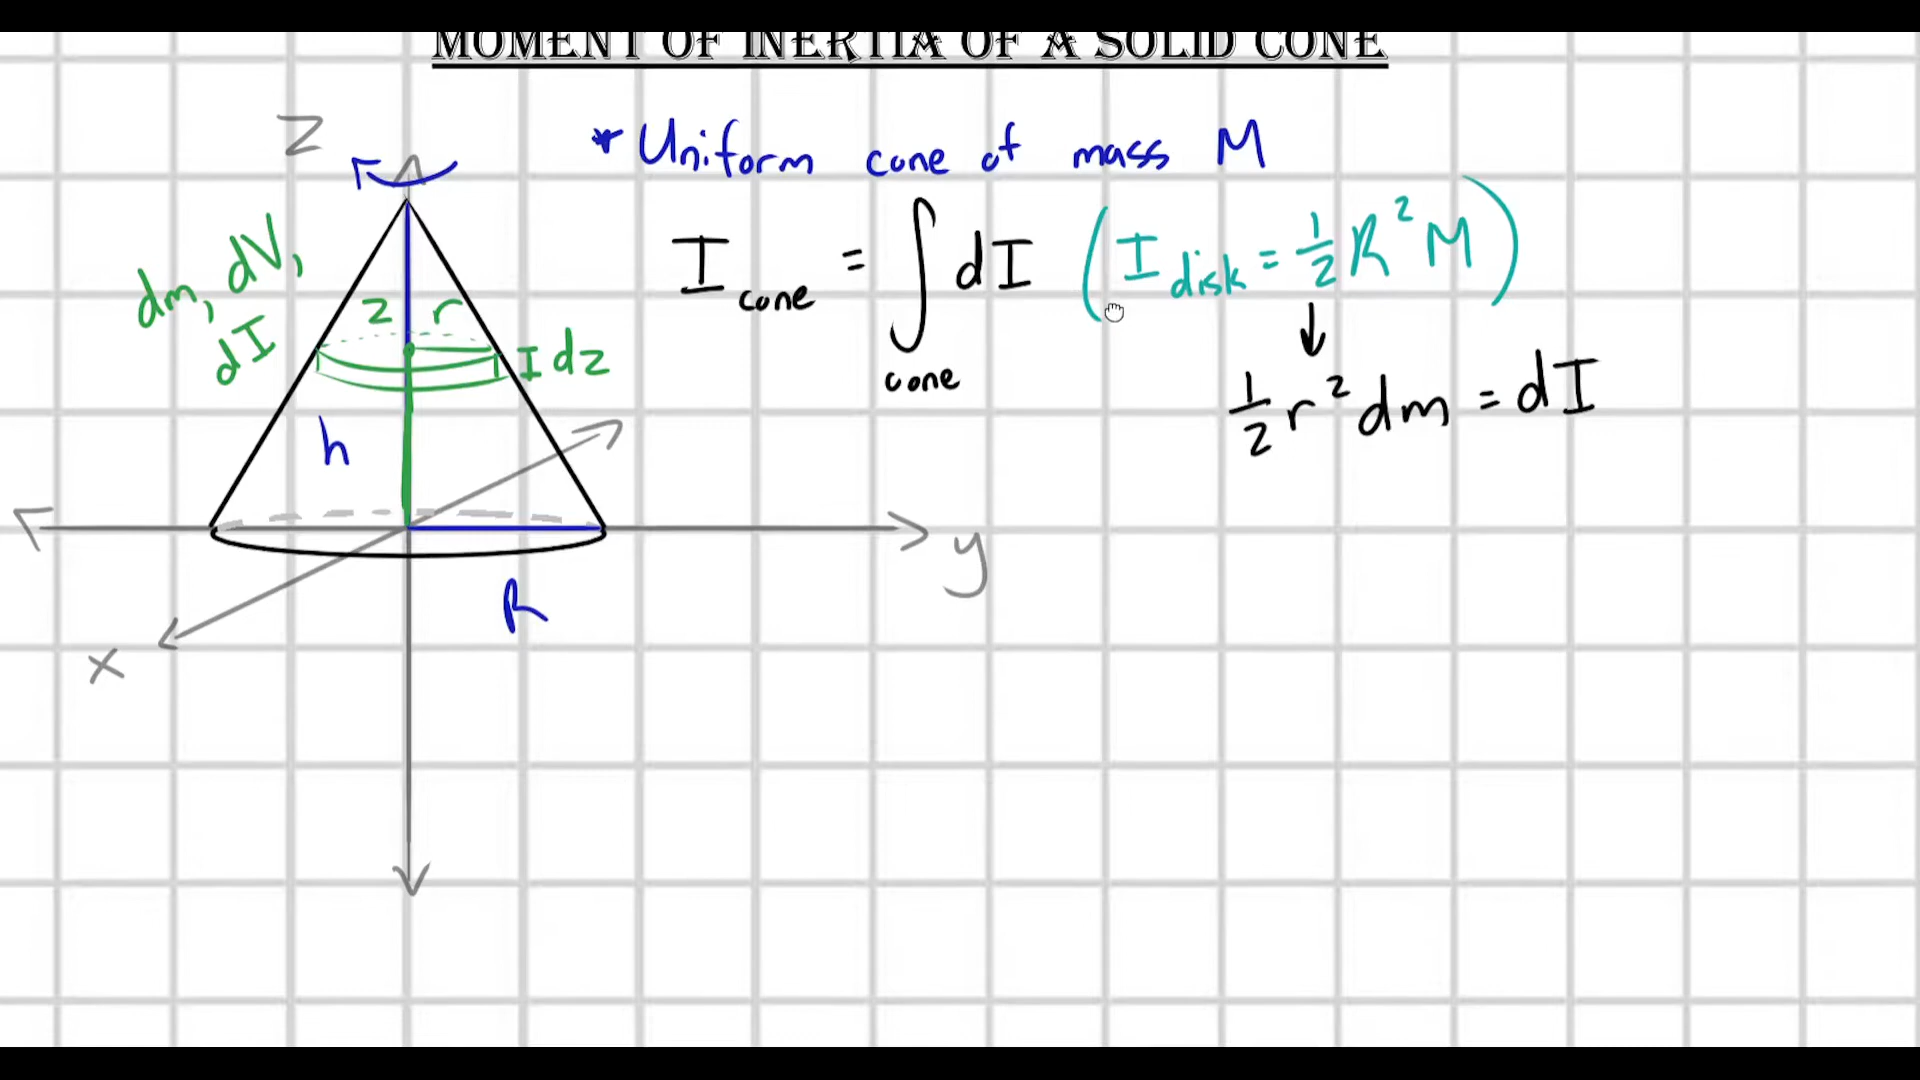 MOMENT OF INERTIA OF A SOLID CONE
Z
* Uniform cone of mass M
I cone = ∫ cone dI (I disk = 1/2 R² M)
↓
1/2 r² dm = dI
dm, dV,
dI
z r
I dz
h
y
R
x